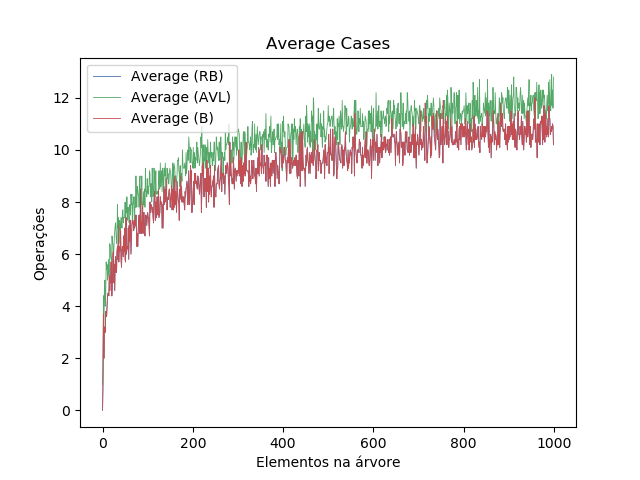 Average Cases
Average (RB)
Average (AVL)
Average (B)
Operações
12
10
8
6
4
2
0
0 200 400 600 800 1000
Elementos na árvore